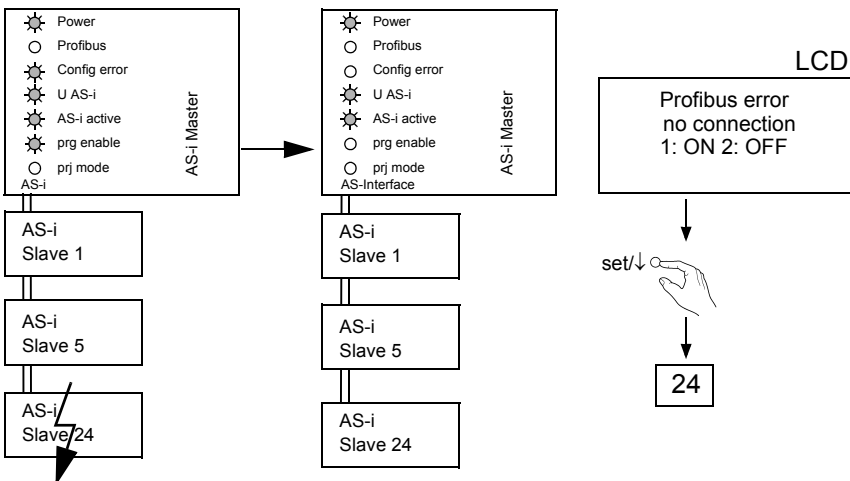 Power
Profibus
Config error
U AS-i
AS-i active
prg enable
prj mode
AS-i Master
AS-i
AS-i
Slave 1
AS-i
Slave 5
AS-i
Slave 24
Power
Profibus
Config error
U AS-i
AS-i active
prg enable
prj mode
AS-i Master
AS-Interface
AS-i
Slave 1
AS-i
Slave 5
AS-i
Slave 24
LCD
Profibus error
no connection
1: ON 2: OFF
set/↓
24